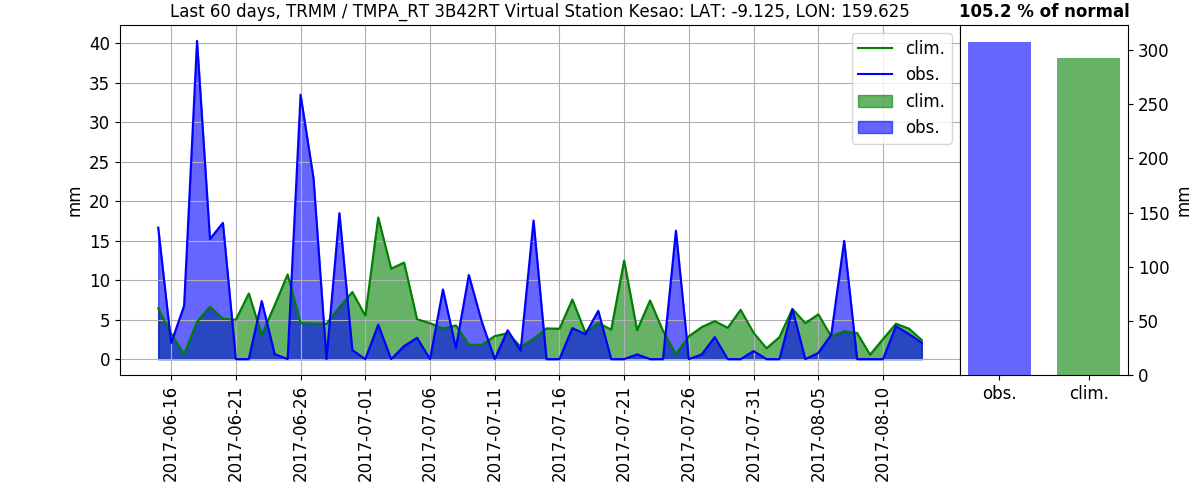 Last 60 days, TRMM / TMPA_RT 3B42RT Virtual Station Kesao: LAT: -9.125, LON: 159.625
105.2 % of normal
mm
40
35
30
25
20
15
10
5
0
clim.
obs.
clim.
obs.
2017-06-16
2017-06-21
2017-06-26
2017-07-01
2017-07-06
2017-07-11
2017-07-16
2017-07-21
2017-07-26
2017-07-31
2017-08-05
2017-08-10
300
250
200
150
100
50
0
mm
obs.
clim.